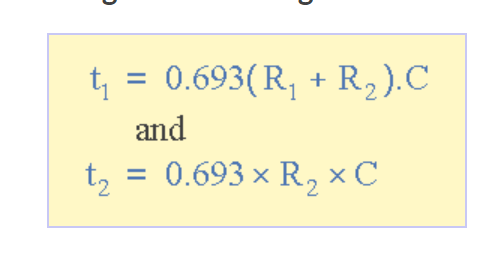 t₁ = 0.693(R₁ + R₂).C
and
t₂ = 0.693 × R₂ × C